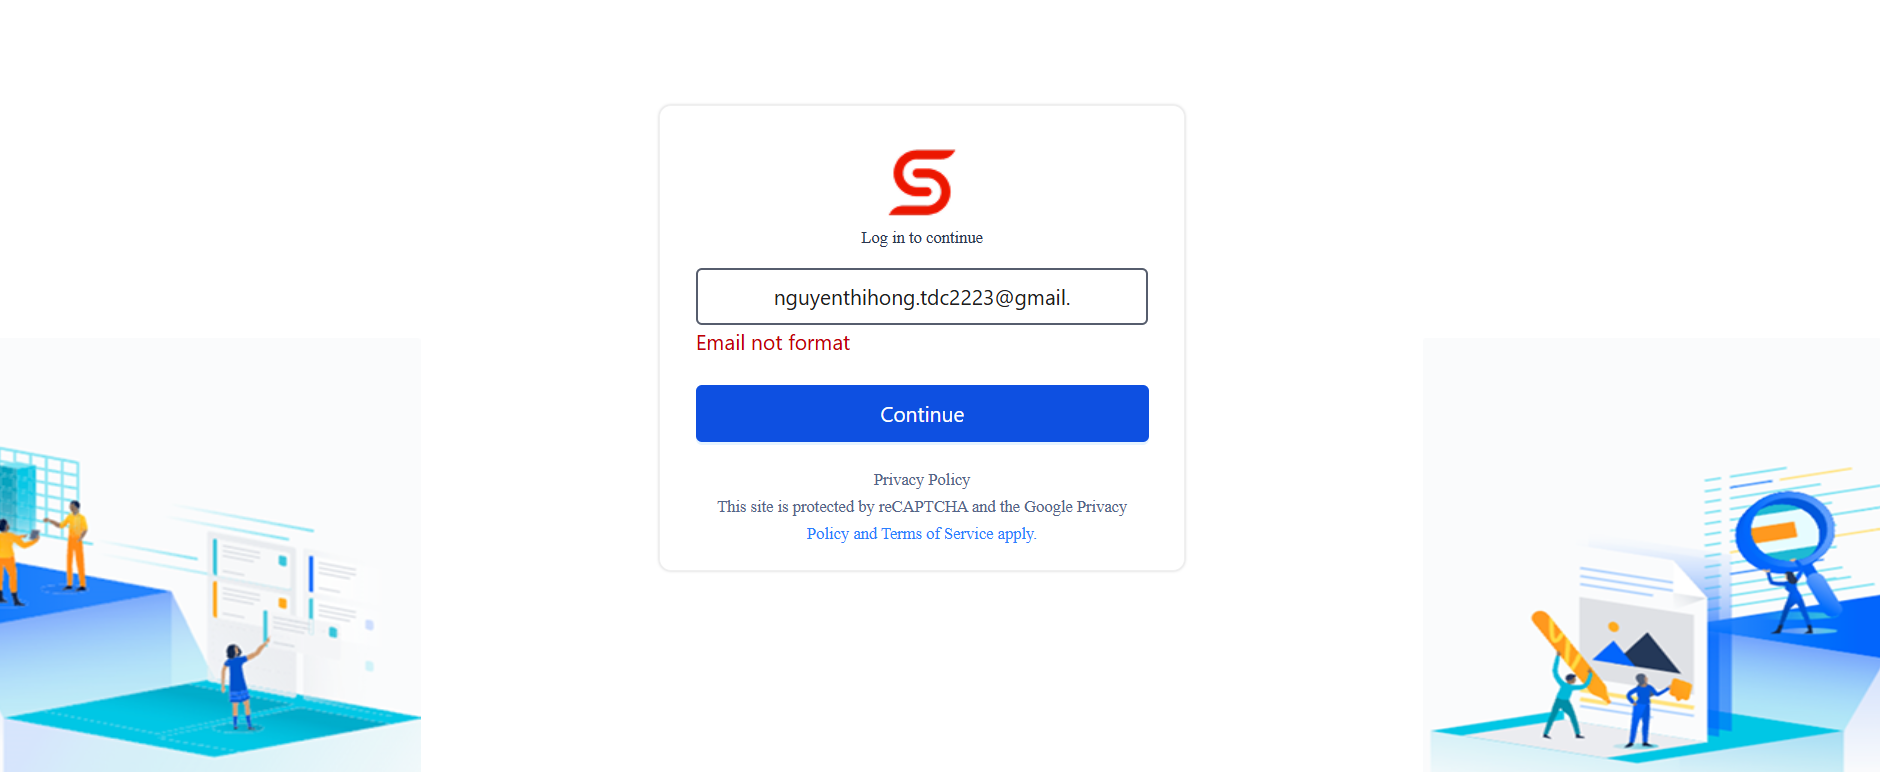 Log in to continue
nguyenthihong.tdc2223@gmail.
Email not format
Continue
Privacy Policy
This site is protected by reCAPTCHA and the Google Privacy
Policy and Terms of Service apply.